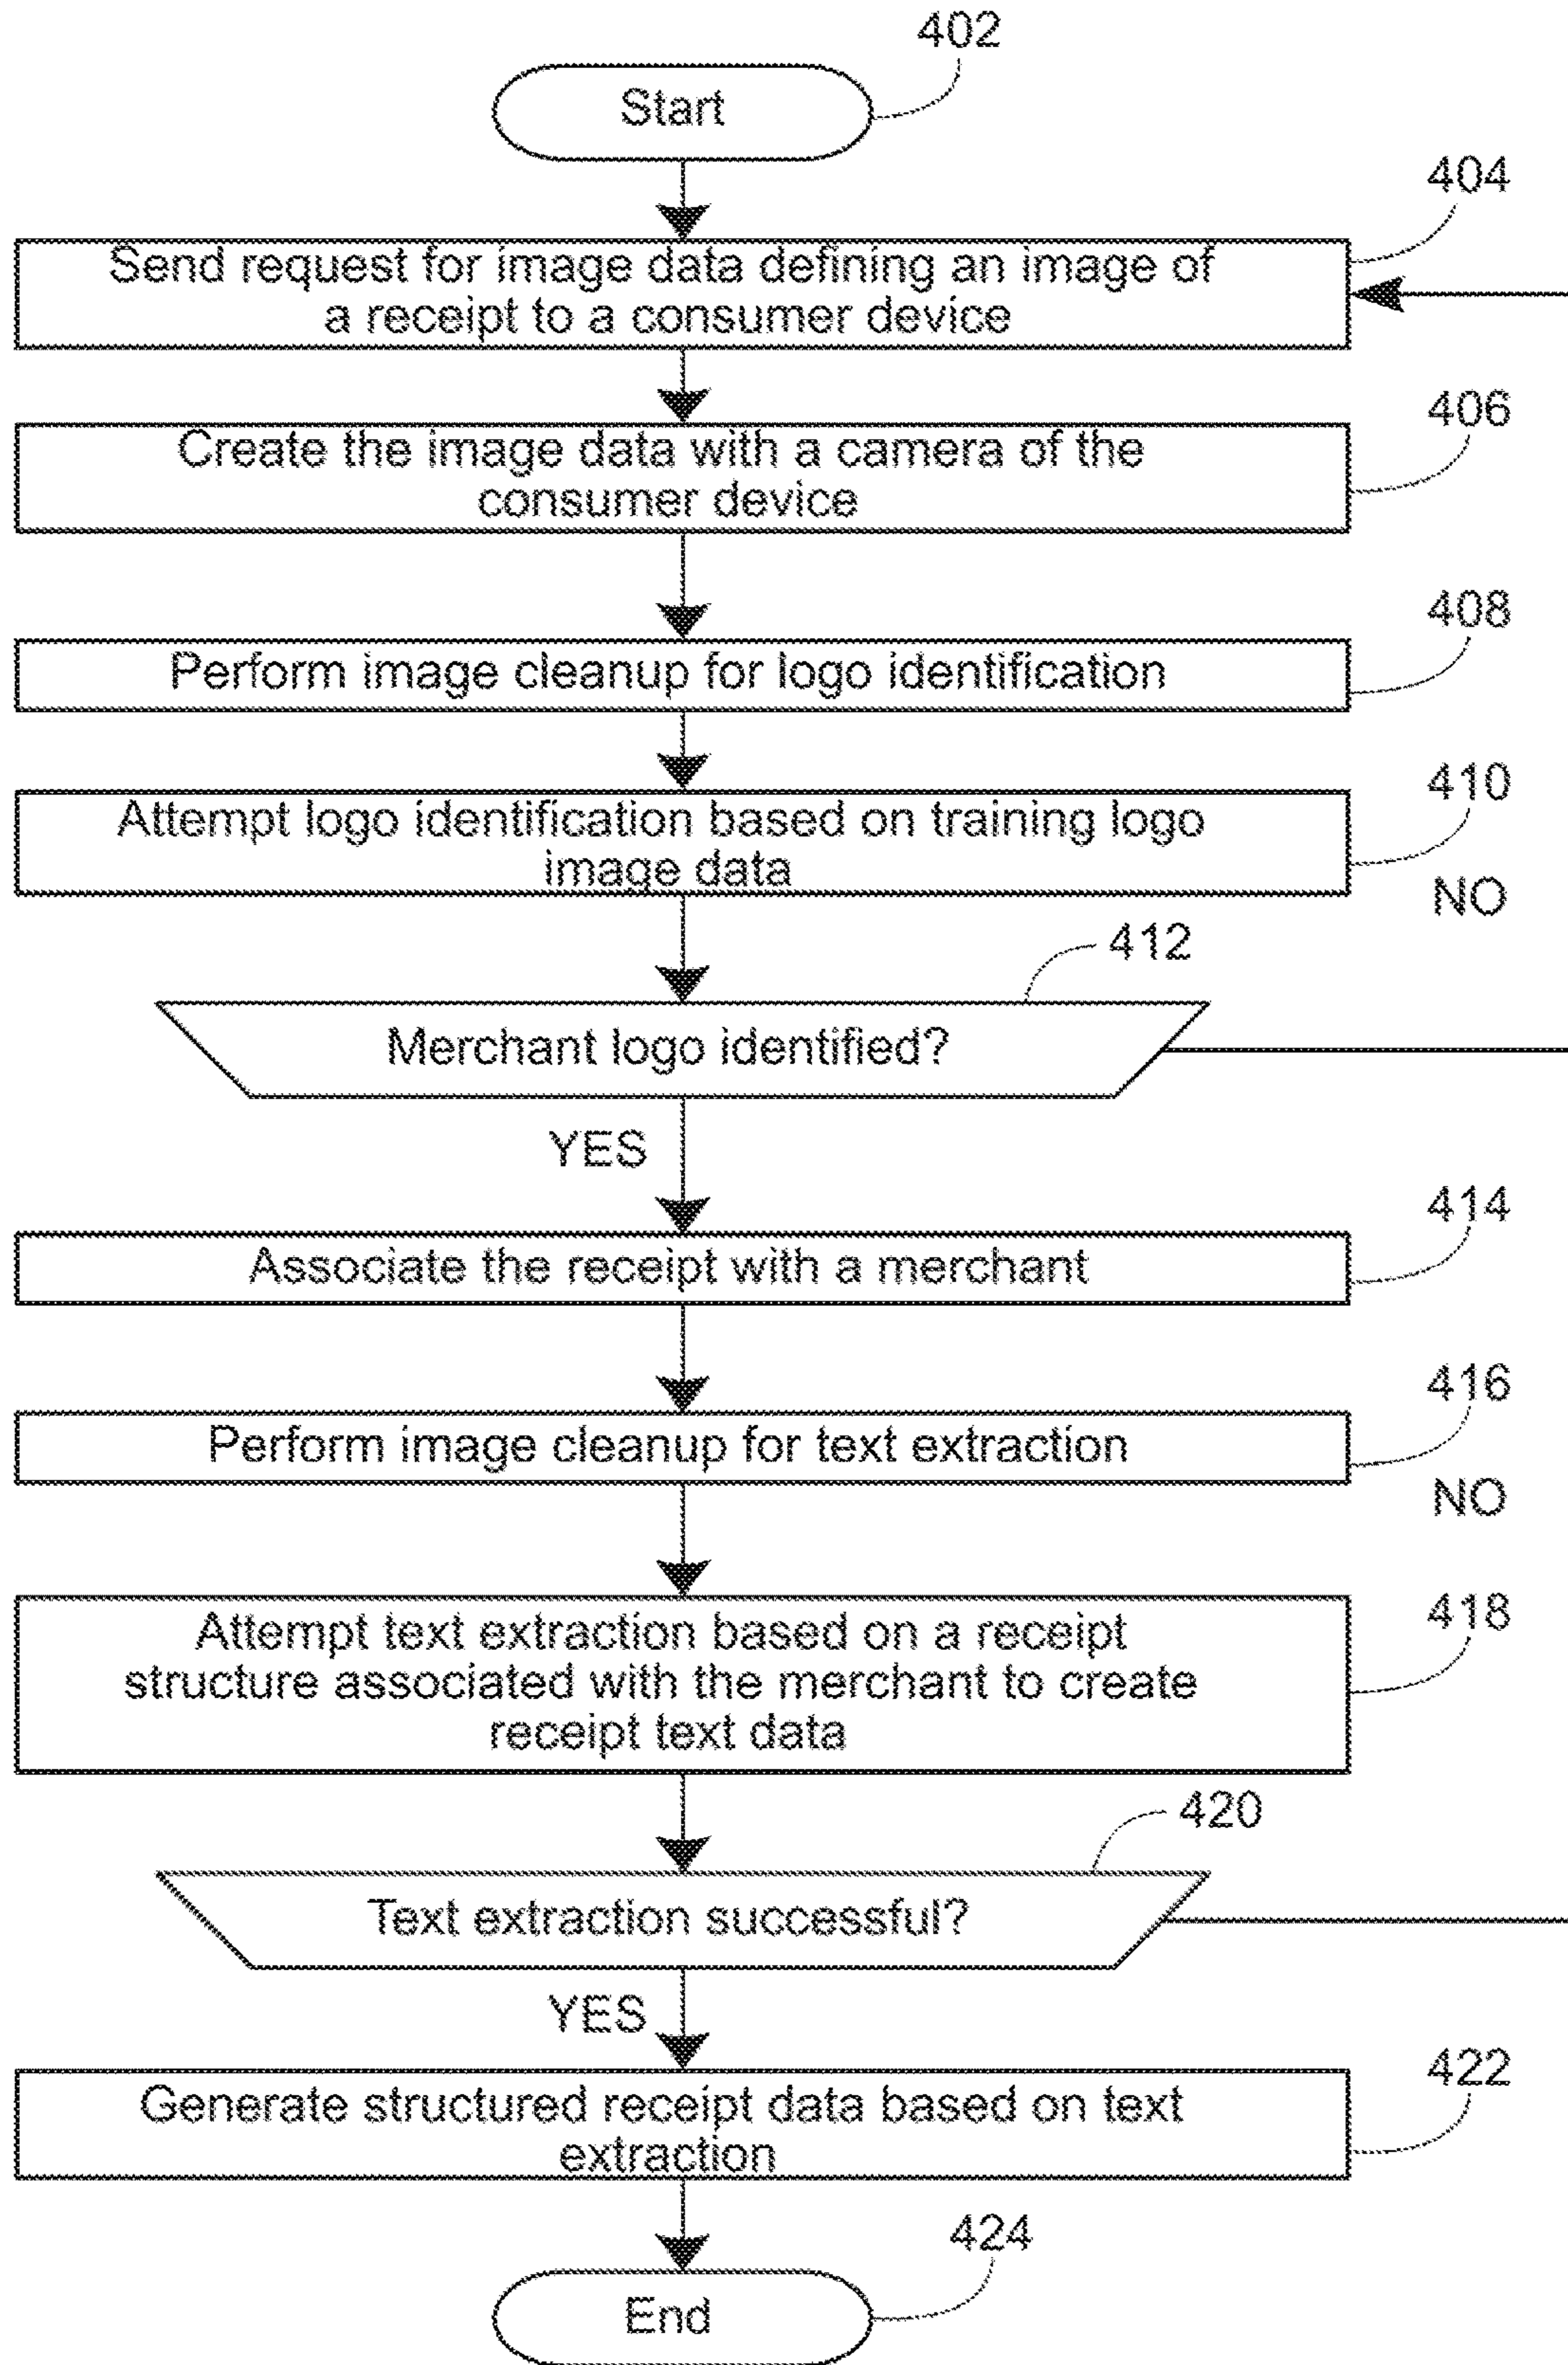 402
Start
404
Send request for image data defining an image of
a receipt to a consumer device
406
Create the image data with a camera of the
consumer device
408
Perform image cleanup for logo identification
410
Attempt logo identification based on training logo
image data
NO
412
Merchant logo identified?
YES
414
Associate the receipt with a merchant
416
Perform image cleanup for text extraction
NO
418
Attempt text extraction based on a receipt
structure associated with the merchant to create
receipt text data
420
Text extraction successful?
YES
422
Generate structured receipt data based on text
extraction
424
End